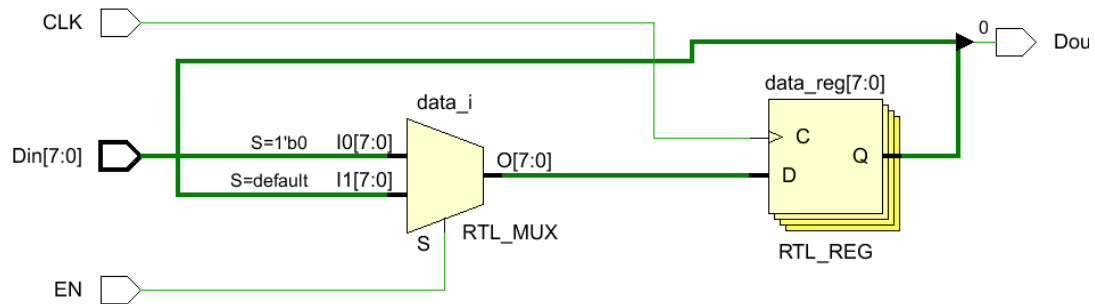 CLK
0
Dou
data_i
data_reg[7:0]
S=1'b0
I0[7:0]
Din[7:0]
O[7:0]
C
Q
S=default
I1[7:0]
D
S
RTL_MUX
RTL_REG
EN